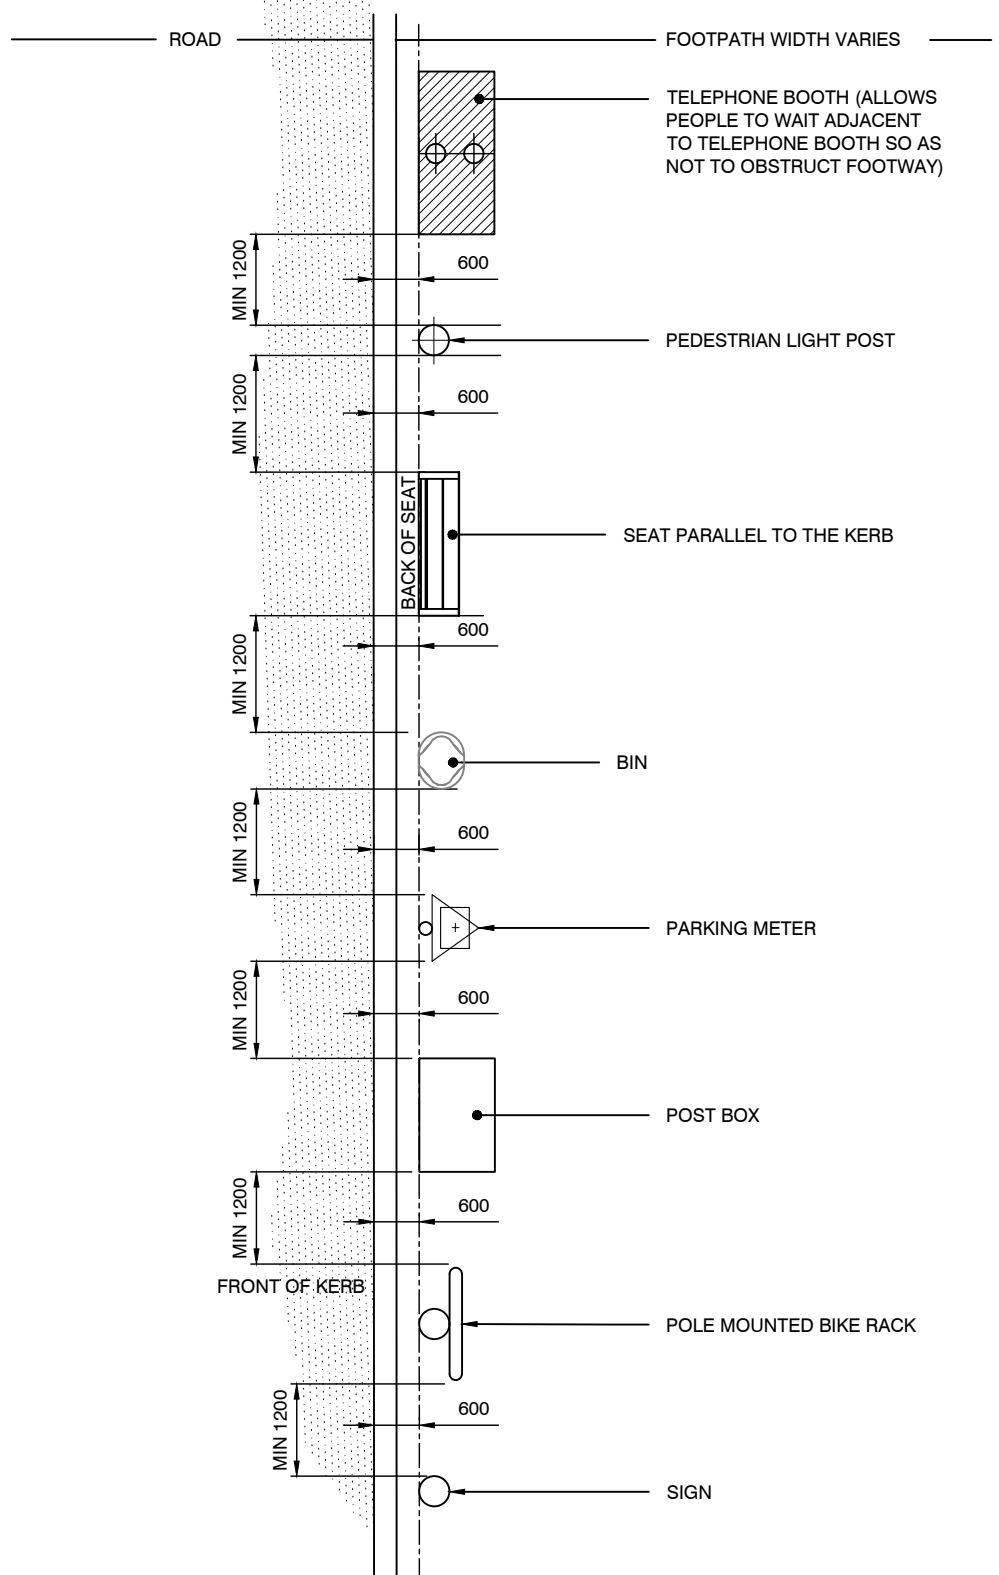 ROAD
FOOTPATH WIDTH VARIES
TELEPHONE BOOTH (ALLOWS
PEOPLE TO WAIT ADJACENT
TO TELEPHONE BOOTH SO AS
NOT TO OBSTRUCT FOOTWAY)
MIN 1200
600
PEDESTRIAN LIGHT POST
MIN 1200
600
BACK OF SEAT
SEAT PARALLEL TO THE KERB
MIN 1200
600
BIN
MIN 1200
600
PARKING METER
MIN 1200
600
POST BOX
MIN 1200
600
FRONT OF KERB
POLE MOUNTED BIKE RACK
MIN 1200
600
SIGN